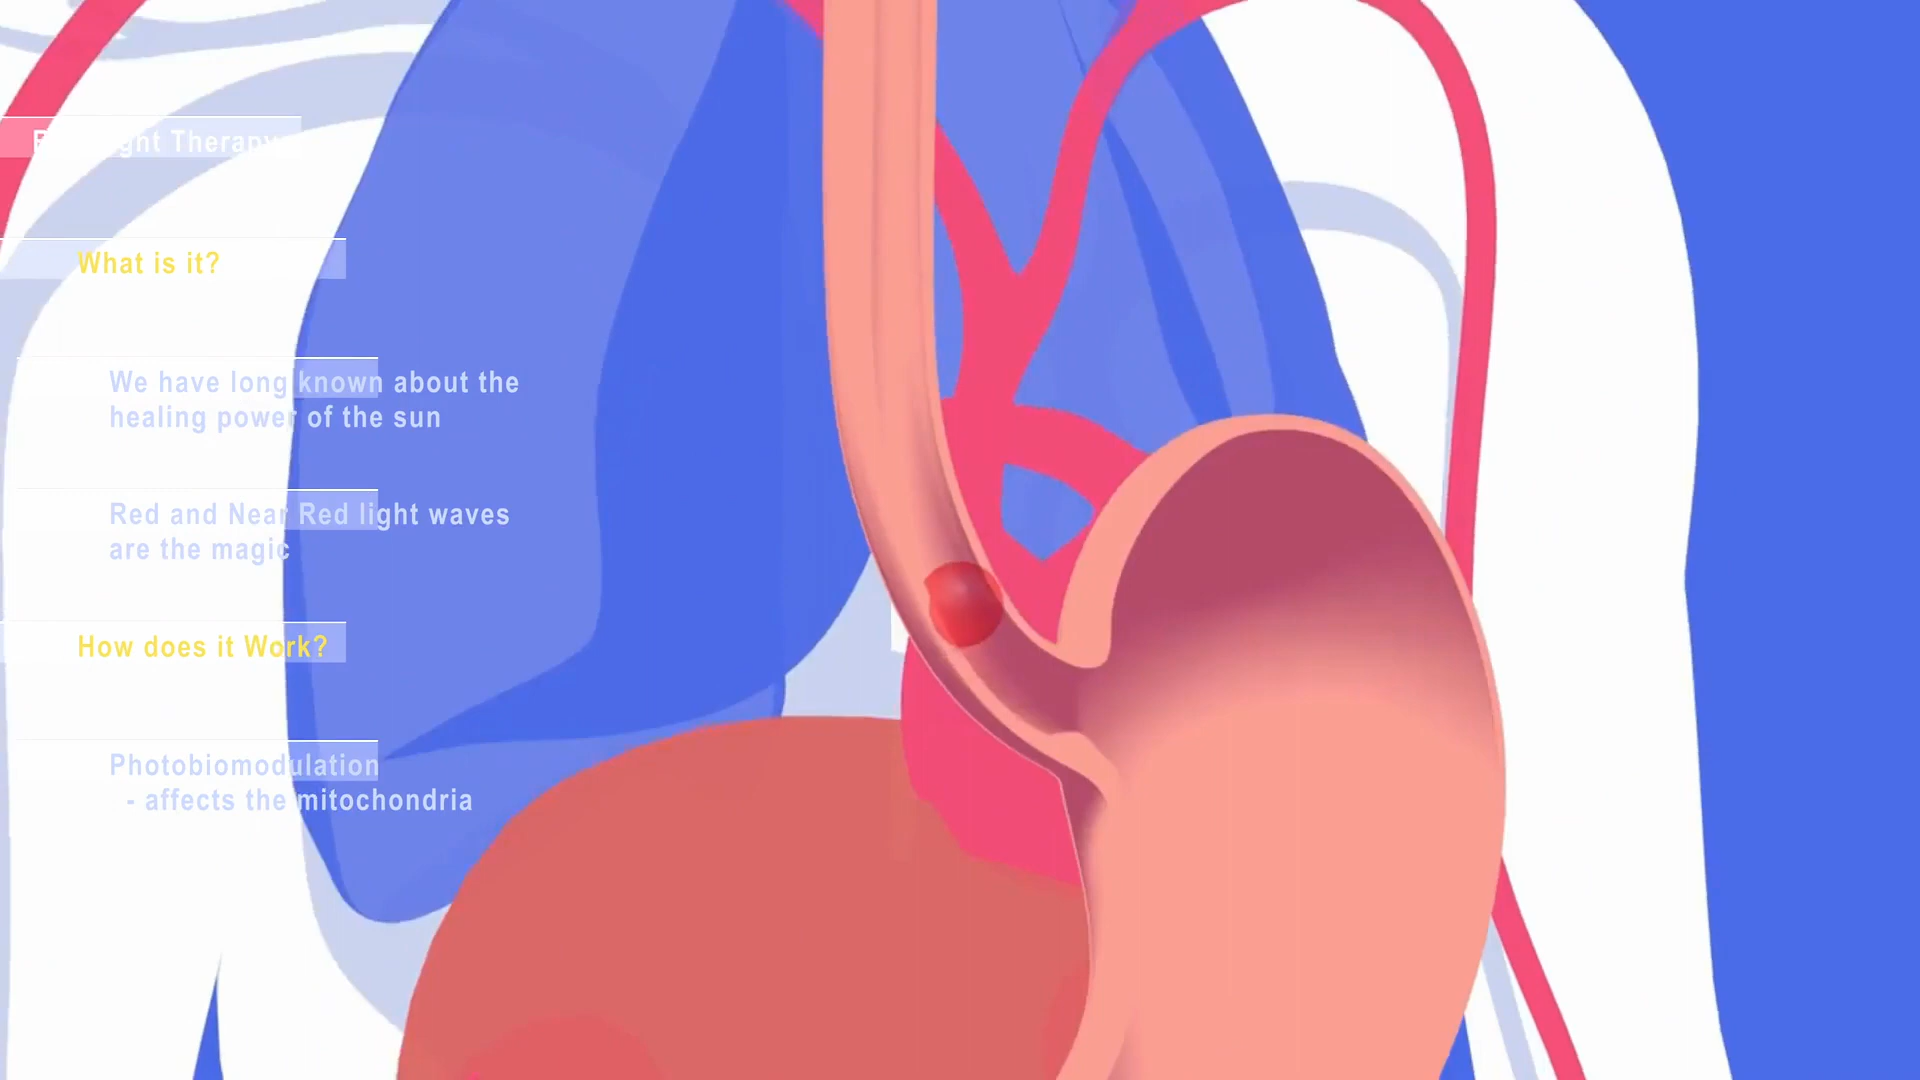 Therapy
What is it?
We have long known about the
healing power of the sun
Red and Near Red light waves
are the magic
How does it Work?
Photobiomodulation
- affects the mitochondria